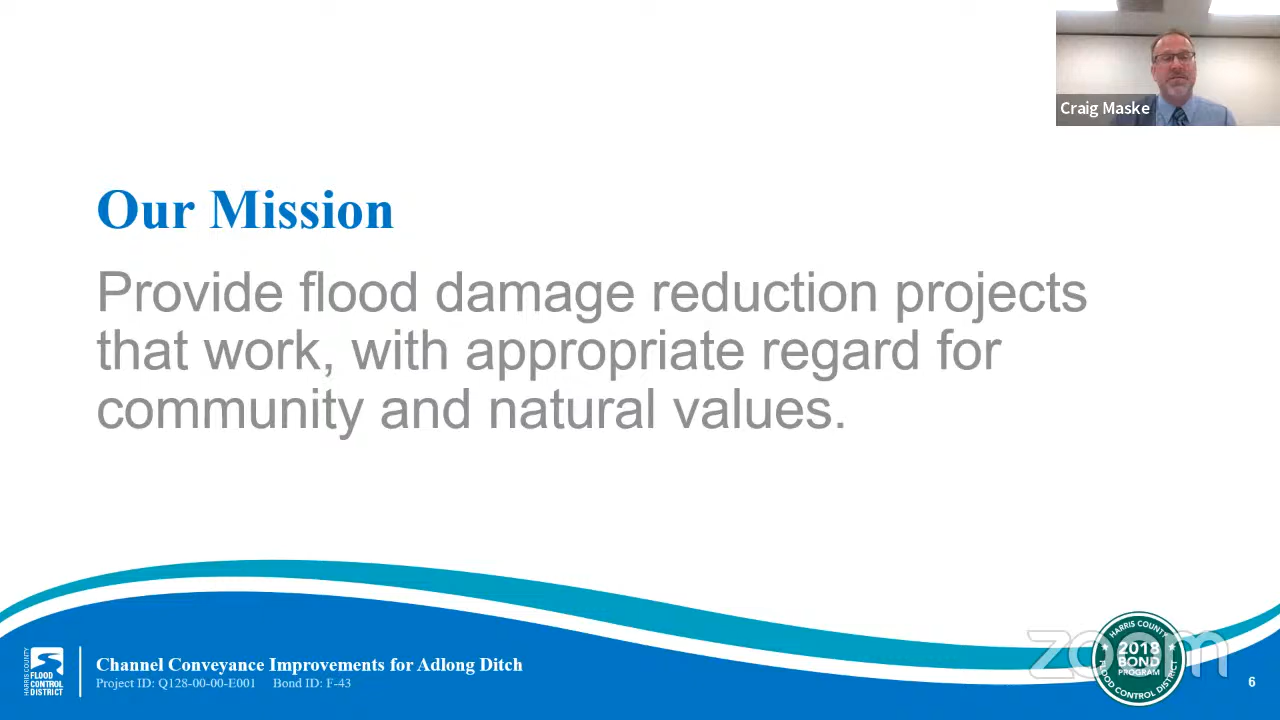 Craig Maske
Our Mission
Provide flood damage reduction projects
that work, with appropriate regard for
community and natural values.
HARRIS COUNTY
FLOOD
CONTROL
DISTRICT
Channel Conveyance Improvements for Adlong Ditch
Project ID: Q128-00-00-E001 Bond ID: F-43
zoom
HARRIS COUNTY
2018
BOND
PROGRAM
FLOOD CONTROL DISTRICT
6